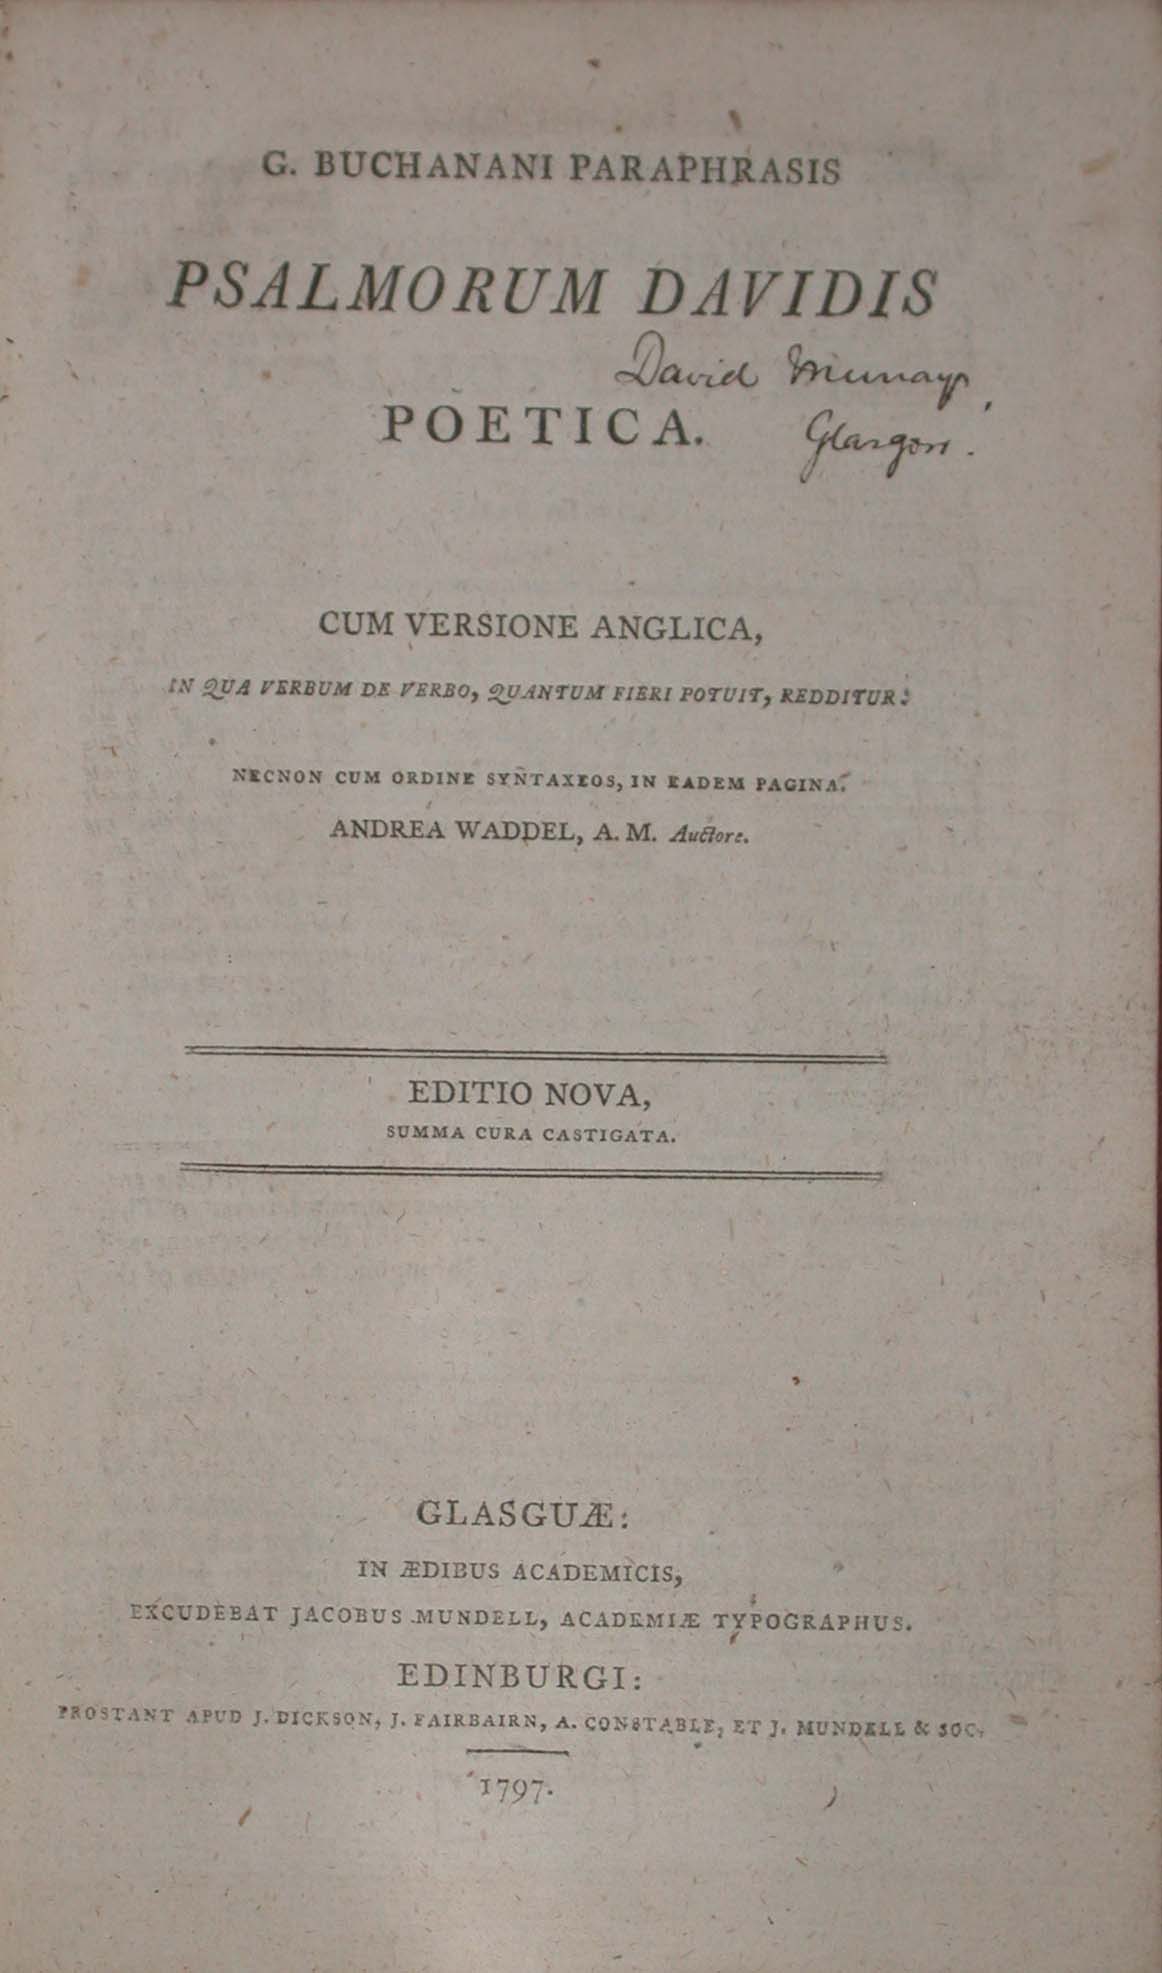 G. BUCHANANI PARAPHRASIS
PSALMORUM DAVIDIS
David Murray,
POETICA.
Glasgow.
CUM VERSIONE ANGLICA,
IN QUA VERBUM DE VERBO, QUANTUM FIERI POTUIT, REDDITUR:
NECNON CUM ORDINE SYNTAXEOS, IN EADEM PAGINA.
ANDREA WADDEL, A. M. Auctore.
EDITIO NOVA,
SUMMA CURA CASTIGATA.
GLASGUÆ:
IN ÆDIBUS ACADEMICIS,
EXCUDEBAT JACOBUS MUNDELL, ACADEMIÆ TYPOGRAPHUS.
EDINBURGI:
PROSTANT APUD J. DICKSON, J. FAIRBAIRN, A. CONSTABLE, ET J. MUNDELL & SOC.
1797.